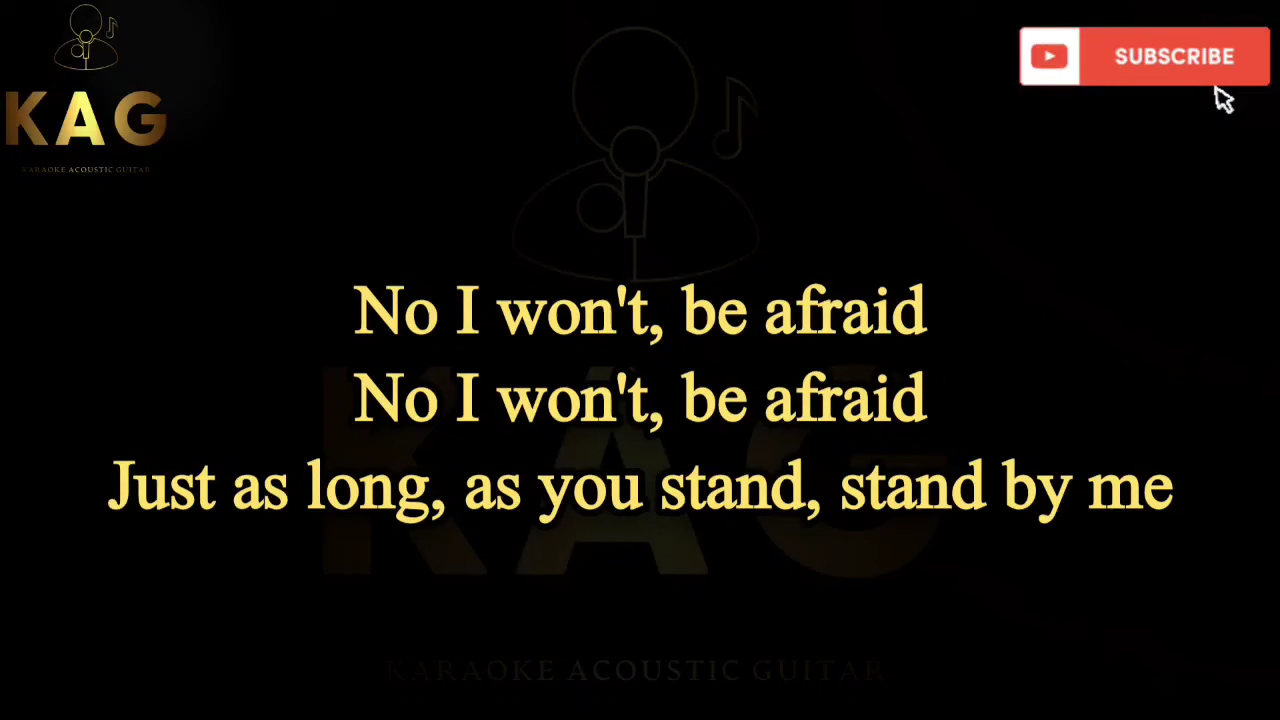 KAG
KARAOKE ACOUSTIC GUITAR
SUBSCRIBE
No I won't, be afraid
No I won't, be afraid
Just as long, as you stand, stand by me
KAG
KARAOKE ACOUSTIC GUITAR